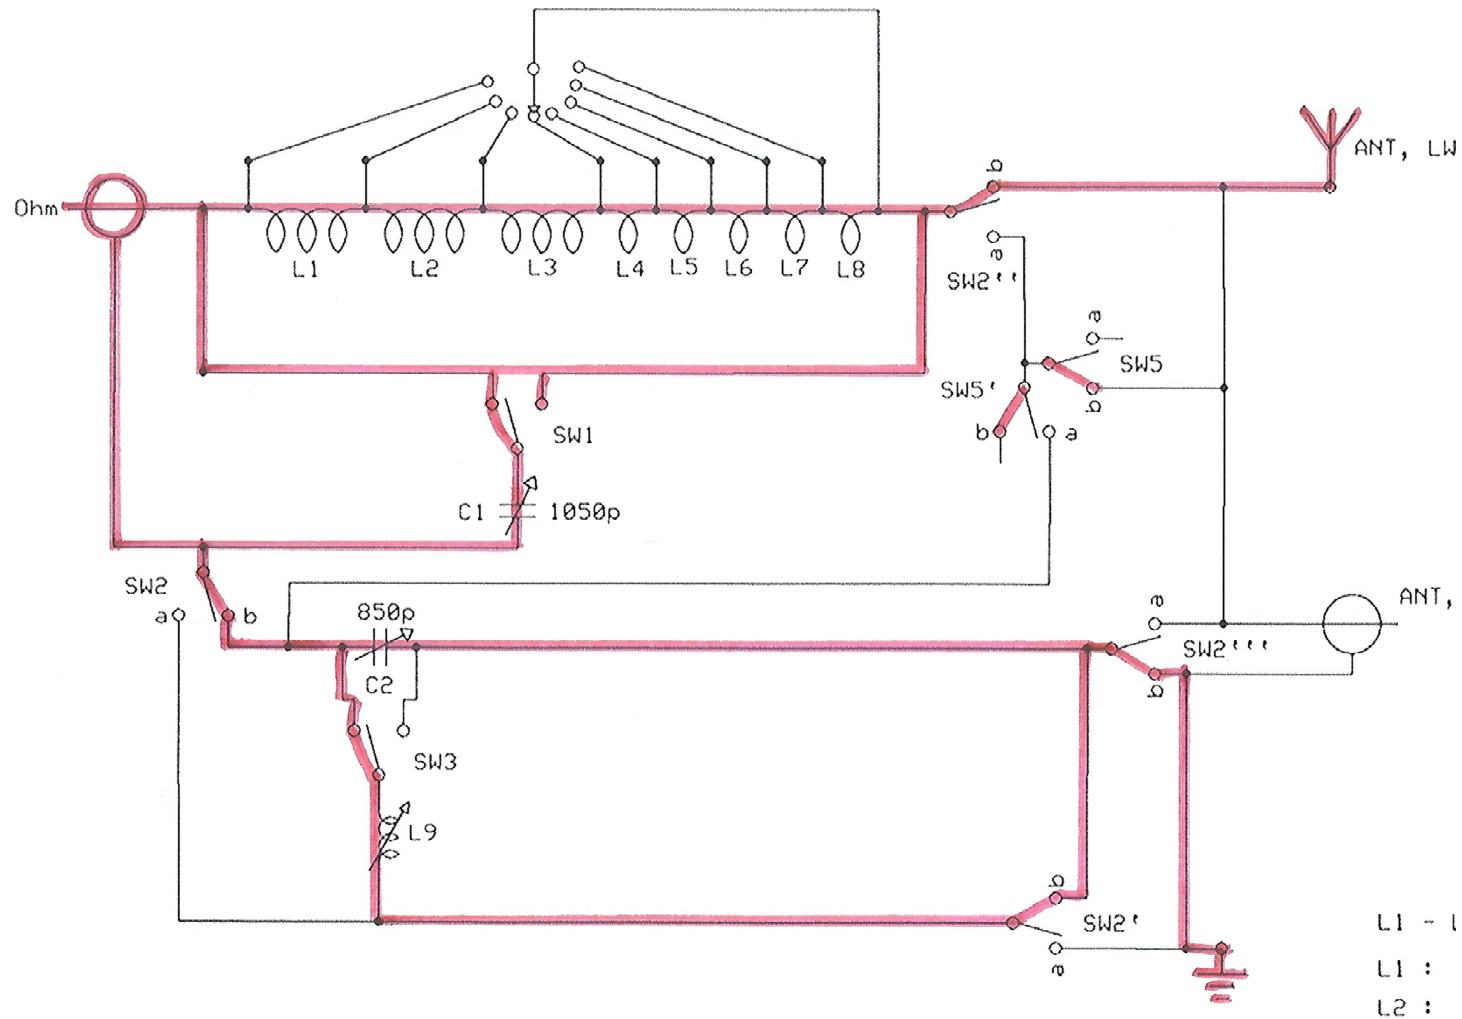 b
ANT, LW
Ohm
L1 L2 L3 L4 L5 L6 L7 L8
a
SW2''
a
SW5
SW5'
b
b a
SW1
C1 1050p
SW2
a b
850p
C2
a
ANT,
SW2'''
b
SW3
L9
b
SW2'
a
L1 -
L1 :
L2 :